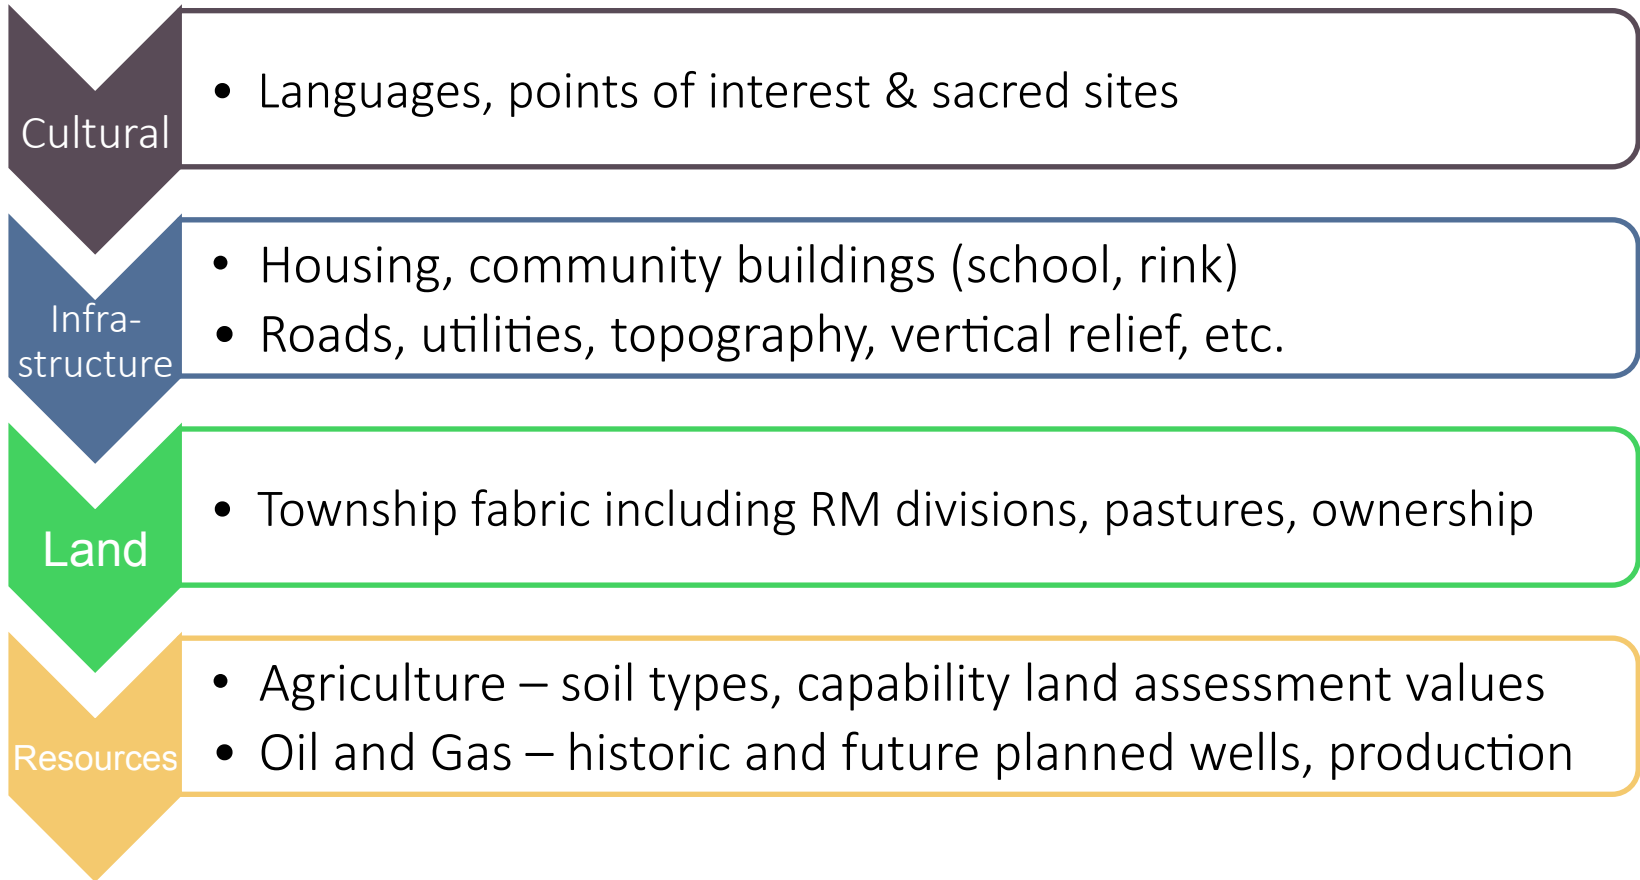 Cultural
• Languages, points of interest & sacred sites
Infra-
structure
• Housing, community buildings (school, rink)
• Roads, utilities, topography, vertical relief, etc.
Land
• Township fabric including RM divisions, pastures, ownership
Resources
• Agriculture – soil types, capability land assessment values
• Oil and Gas – historic and future planned wells, production